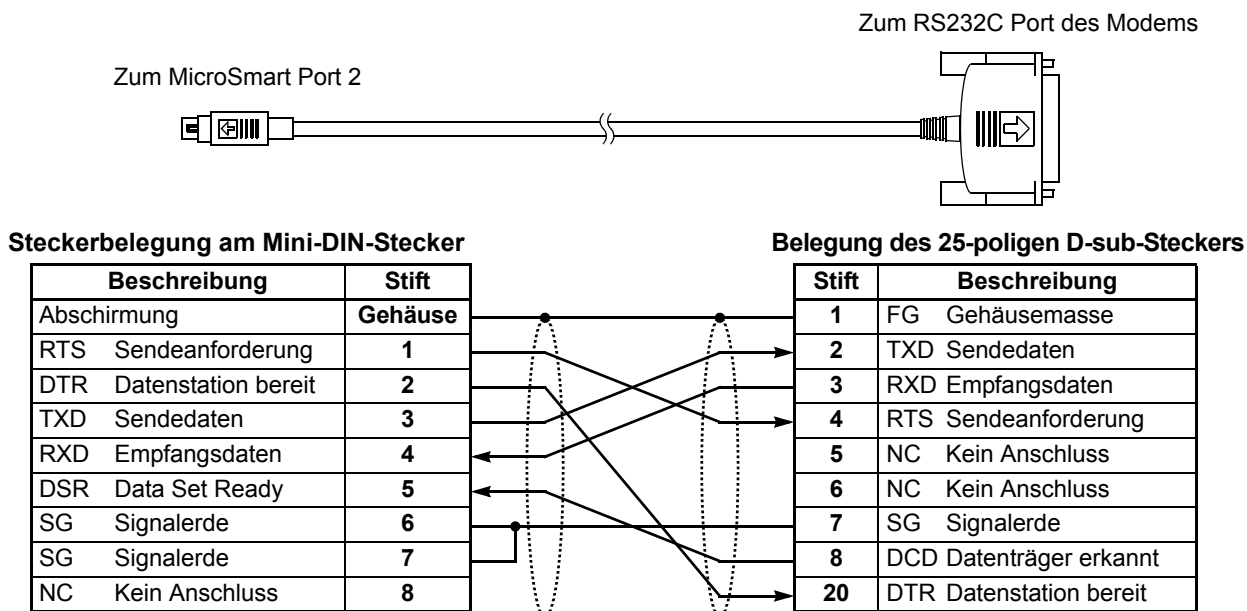 Zum RS232C Port des Modems
Zum MicroSmart Port 2
Steckerbelegung am Mini-DIN-Stecker
Beschreibung Stift
Abschirmung Gehäuse
RTS Sendeanforderung 1
DTR Datenstation bereit 2
TXD Sendedaten 3
RXD Empfangsdaten 4
DSR Data Set Ready 5
SG Signalerde 6
SG Signalerde 7
NC Kein Anschluss 8
Belegung des 25-poligen D-sub-Steckers
Stift Beschreibung
1 FG Gehäusemasse
2 TXD Sendedaten
3 RXD Empfangsdaten
4 RTS Sendeanforderung
5 NC Kein Anschluss
6 NC Kein Anschluss
7 SG Signalerde
8 DCD Datenträger erkannt
20 DTR Datenstation bereit